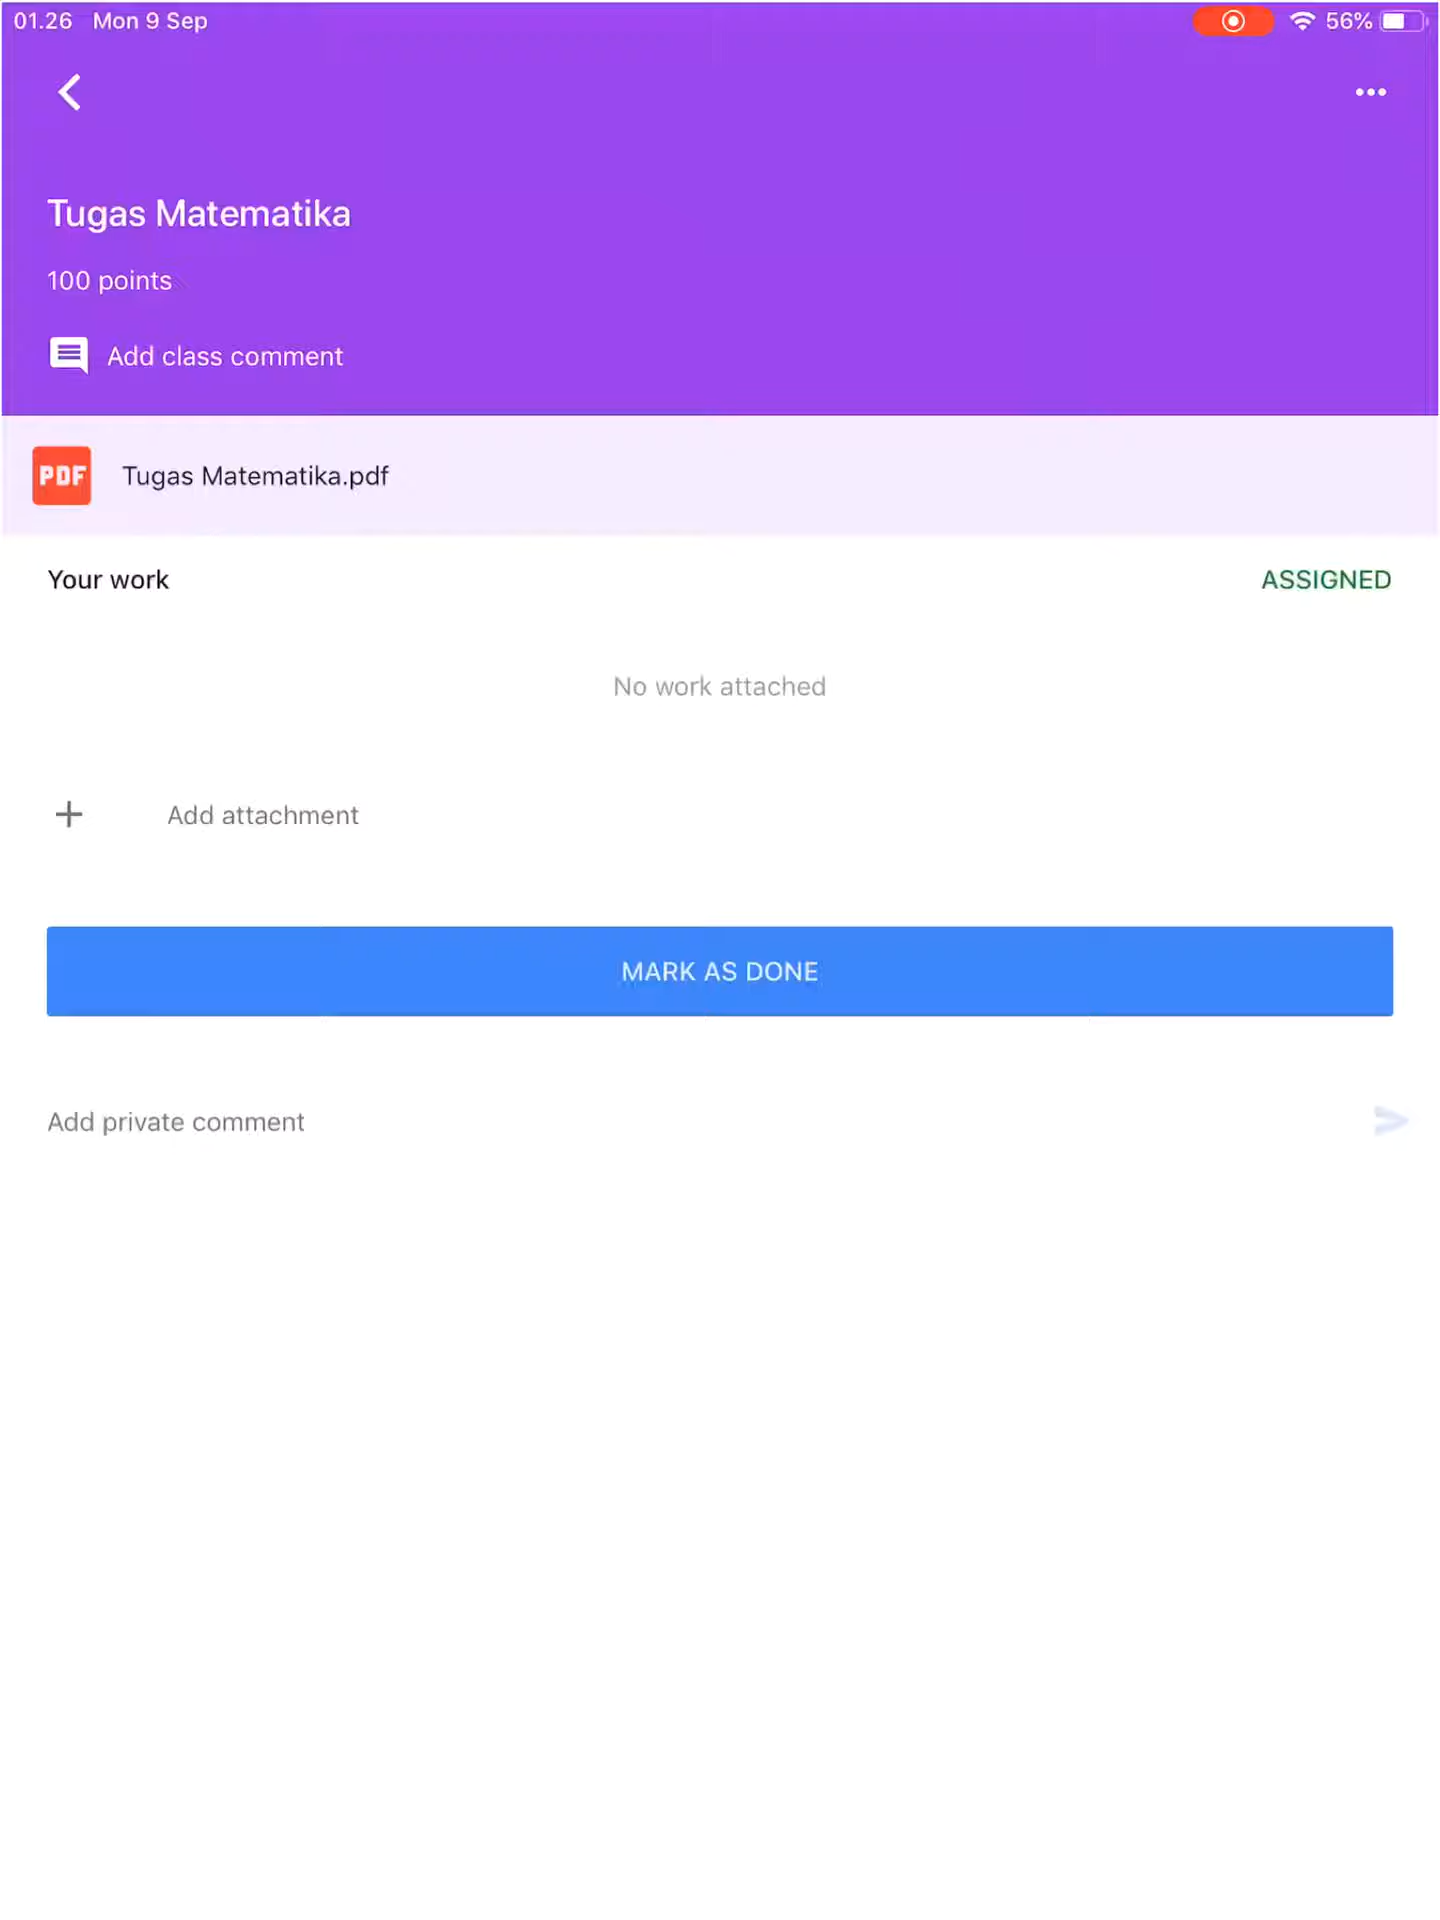 01.26 Mon 9 Sep 56%
Tugas Matematika
100 points
Add class comment
PDF Tugas Matematika.pdf
Your work ASSIGNED
No work attached
Add attachment
MARK AS DONE
Add private comment